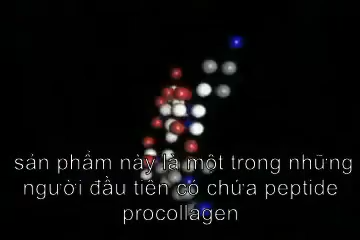 sản phẩm này là một trong những
người đầu tiên có chứa peptide
procollagen